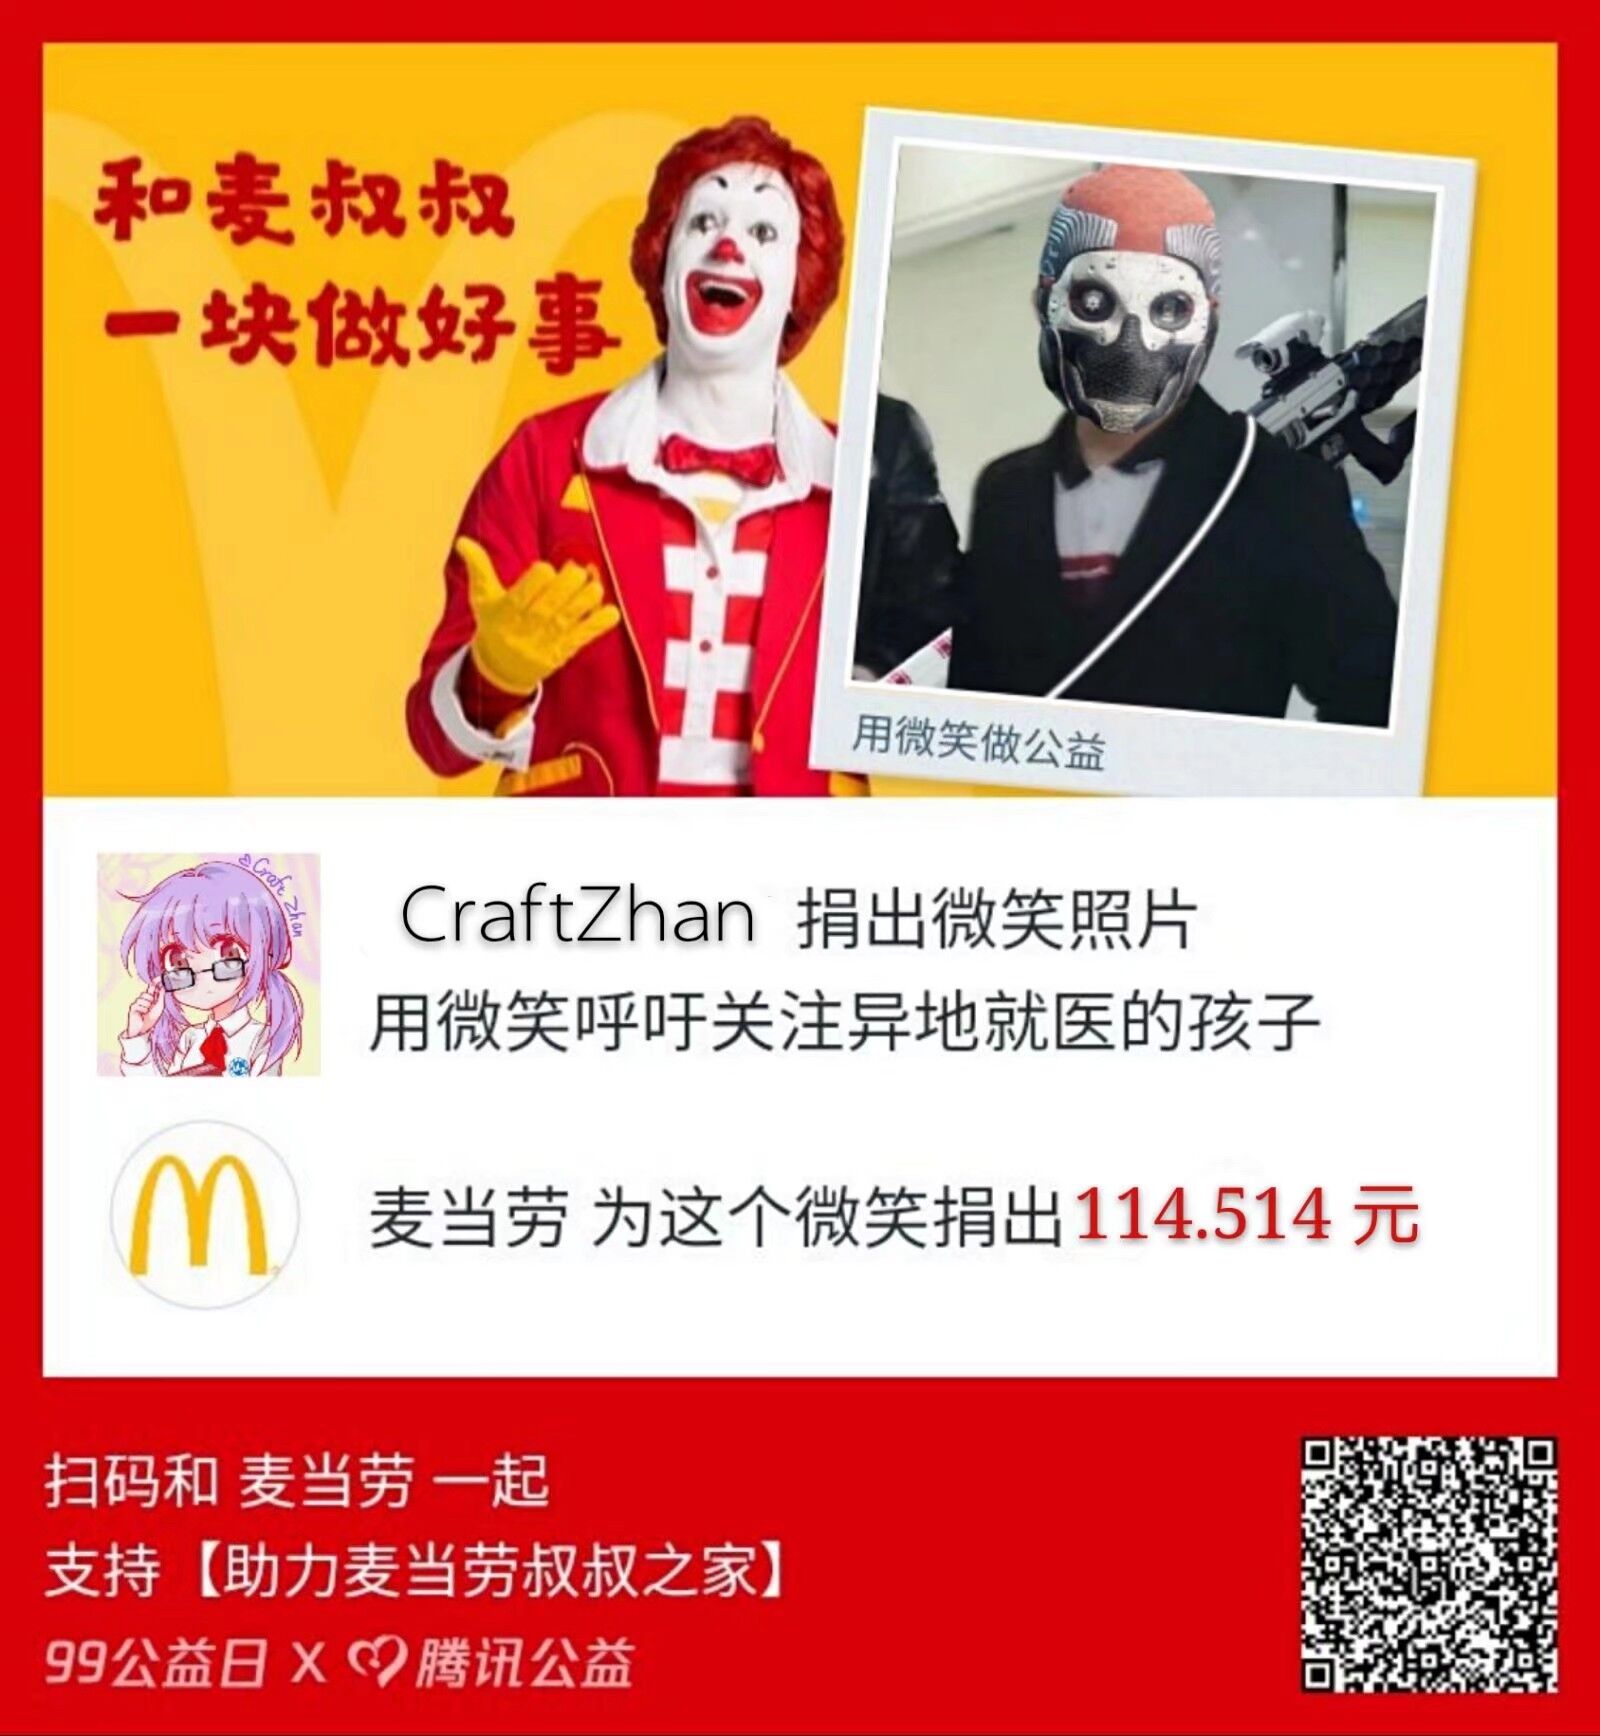 和麦叔叔
一块做好事
用微笑做公益
Craft Zhan
CraftZhan 捐出微笑照片
用微笑呼吁关注异地就医的孩子
麦当劳 为这个微笑捐出114.514 元
扫码和 麦当劳 一起
支持【助力麦当劳叔叔之家】
99公益日 X 腾讯公益